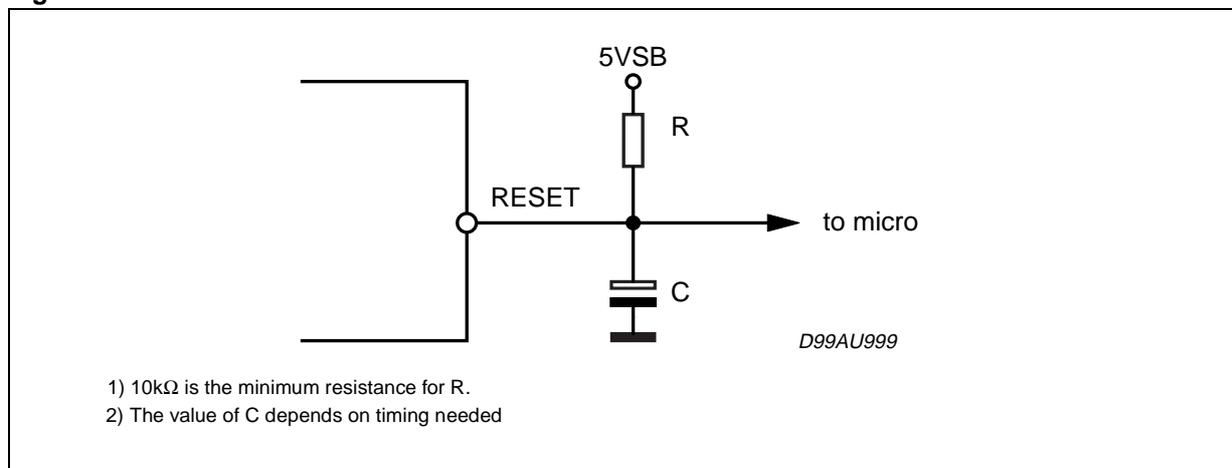 5VSB
R
RESET
to micro
C
D99AU999
1) 10kΩ is the minimum resistance for R.
2) The value of C depends on timing needed